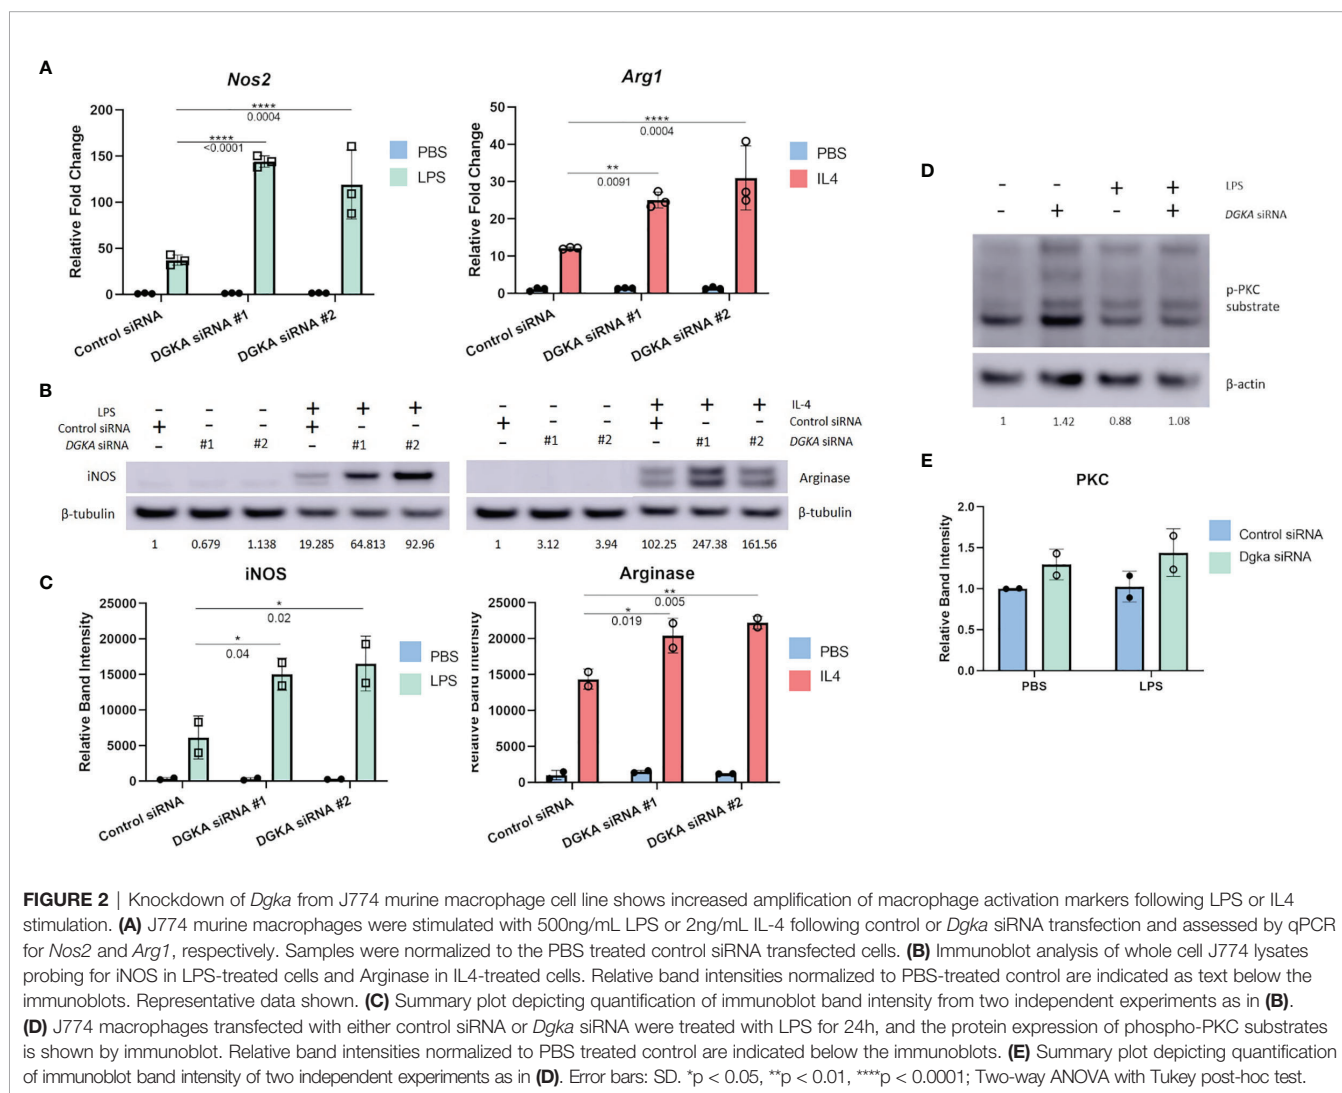 A
Nos2
Relative Fold Change
200
150
100
50
0
****
0.0004
****
<0.0001
PBS
LPS
Control siRNA
DGKA siRNA #1
DGKA siRNA #2
Arg1
Relative Fold Change
50
40
30
20
10
0
****
0.0004
**
0.0091
PBS
IL4
Control siRNA
DGKA siRNA #1
DGKA siRNA #2
B
LPS - - - + + +
Control siRNA + - - + - -
DGKA siRNA - #1 #2 - #1 #2
iNOS
β-tubulin
1 0.679 1.138 19.285 64.813 92.96
- - - + + + IL-4
+ - - + - - Control siRNA
- #1 #2 - #1 #2 DGKA siRNA
Arginase
β-tubulin
1 3.12 3.94 102.25 247.38 161.56
C
iNOS
Relative Band Intensity
25000
20000
15000
10000
5000
0
*
0.02
*
0.04
PBS
LPS
Control siRNA
DGKA siRNA #1
DGKA siRNA #2
Arginase
Relative Band Intensity
25000
20000
15000
10000
5000
0
**
0.005
*
0.019
PBS
IL4
Control siRNA
DGKA siRNA #1
DGKA siRNA #2
D
- - + + LPS
- + - + DGKA siRNA
p-PKC
substrate
β-actin
1 1.42 0.88 1.08
E
PKC
Relative Band Intensity
2.0
1.5
1.0
0.5
0.0
PBS
LPS
Control siRNA
Dgka siRNA
FIGURE 2 | Knockdown of Dgka from J774 murine macrophage cell line shows increased amplification of macrophage activation markers following LPS or IL4
stimulation. (A) J774 murine macrophages were stimulated with 500ng/mL LPS or 2ng/mL IL-4 following control or Dgka siRNA transfection and assessed by qPCR
for Nos2 and Arg1, respectively. Samples were normalized to the PBS treated control siRNA transfected cells. (B) Immunoblot analysis of whole cell J774 lysates
probing for iNOS in LPS-treated cells and Arginase in IL4-treated cells. Relative band intensities normalized to PBS-treated control are indicated as text below the
immunoblots. Representative data shown. (C) Summary plot depicting quantification of immunoblot band intensity from two independent experiments as in (B).
(D) J774 macrophages transfected with either control siRNA or Dgka siRNA were treated with LPS for 24h, and the protein expression of phospho-PKC substrates
is shown by immunoblot. Relative band intensities normalized to PBS treated control are indicated below the immunoblots. (E) Summary plot depicting quantification
of immunoblot band intensity of two independent experiments as in (D). Error bars: SD. *p < 0.05, **p < 0.01, ****p < 0.0001; Two-way ANOVA with Tukey post-hoc test.